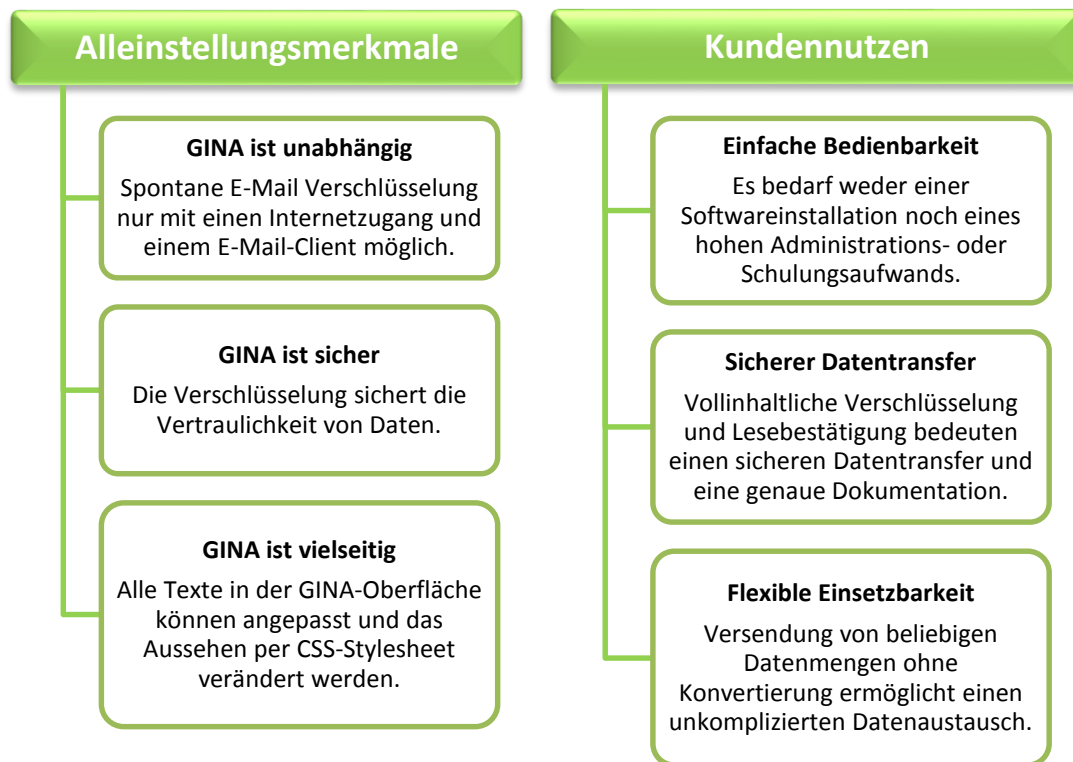 Alleinstellungsmerkmale
GINA ist unabhängig
Spontane E-Mail Verschlüsselung
nur mit einen Internetzugang und
einem E-Mail-Client möglich.
GINA ist sicher
Die Verschlüsselung sichert die
Vertraulichkeit von Daten.
GINA ist vielseitig
Alle Texte in der GINA-Oberfläche
können angepasst und das
Aussehen per CSS-Stylesheet
verändert werden.
Kundennutzen
Einfache Bedienbarkeit
Es bedarf weder einer
Softwareinstallation noch eines
hohen Administrations- oder
Schulungsaufwands.
Sicherer Datentransfer
Vollinhaltliche Verschlüsselung
und Lesebestätigung bedeuten
einen sicheren Datentransfer und
eine genaue Dokumentation.
Flexible Einsetzbarkeit
Versendung von beliebigen
Datenmengen ohne
Konvertierung ermöglicht einen
unkomplizierten Datenaustausch.